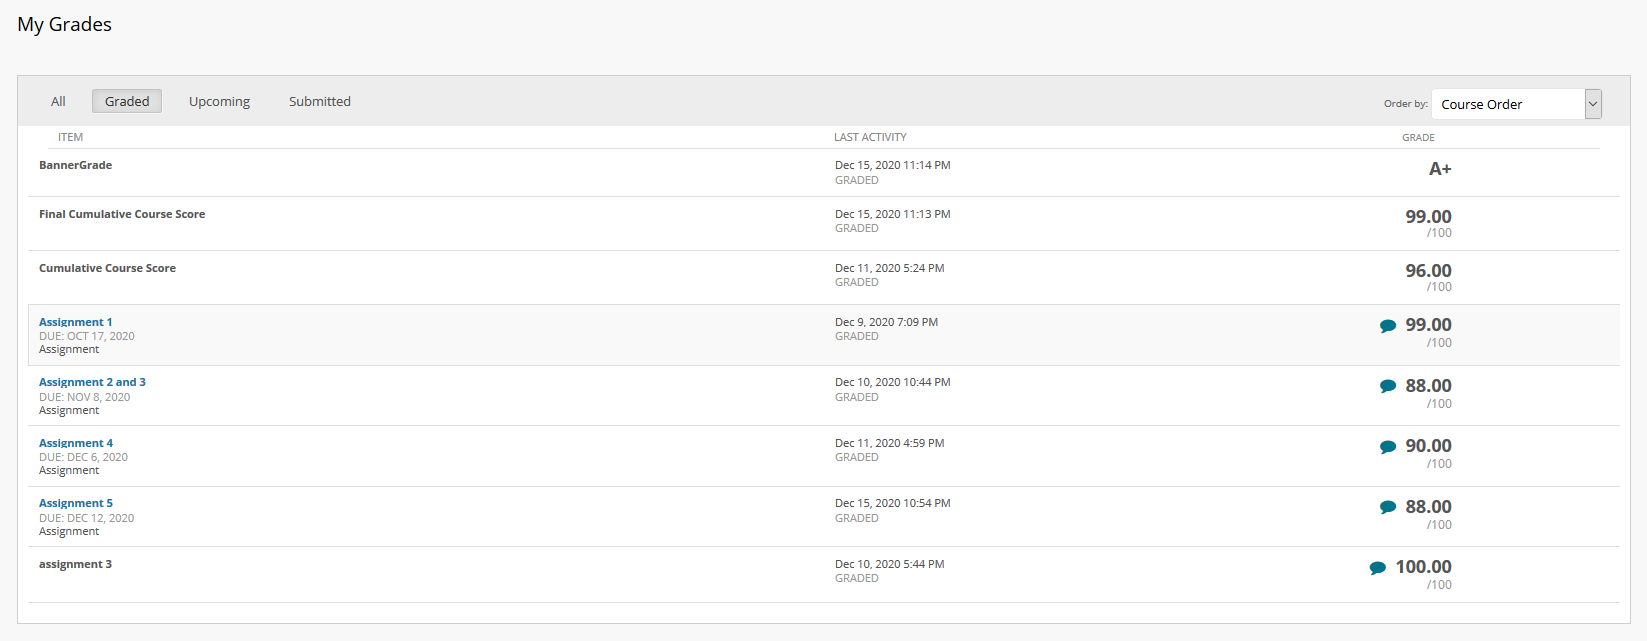 My Grades
All Graded Upcoming Submitted Order by: Course Order
ITEM LAST ACTIVITY GRADE
BannerGrade Dec 15, 2020 11:14 PM A+
GRADED
Final Cumulative Course Score Dec 15, 2020 11:13 PM 99.00
GRADED /100
Cumulative Course Score Dec 11, 2020 5:24 PM 96.00
GRADED /100
Assignment 1 Dec 9, 2020 7:09 PM 99.00
DUE: OCT 17, 2020 GRADED /100
Assignment
Assignment 2 and 3 Dec 10, 2020 10:44 PM 88.00
DUE: NOV 8, 2020 GRADED /100
Assignment
Assignment 4 Dec 11, 2020 4:59 PM 90.00
DUE: DEC 6, 2020 GRADED /100
Assignment
Assignment 5 Dec 15, 2020 10:54 PM 88.00
DUE: DEC 12, 2020 GRADED /100
Assignment
assignment 3 Dec 10, 2020 5:44 PM 100.00
GRADED /100